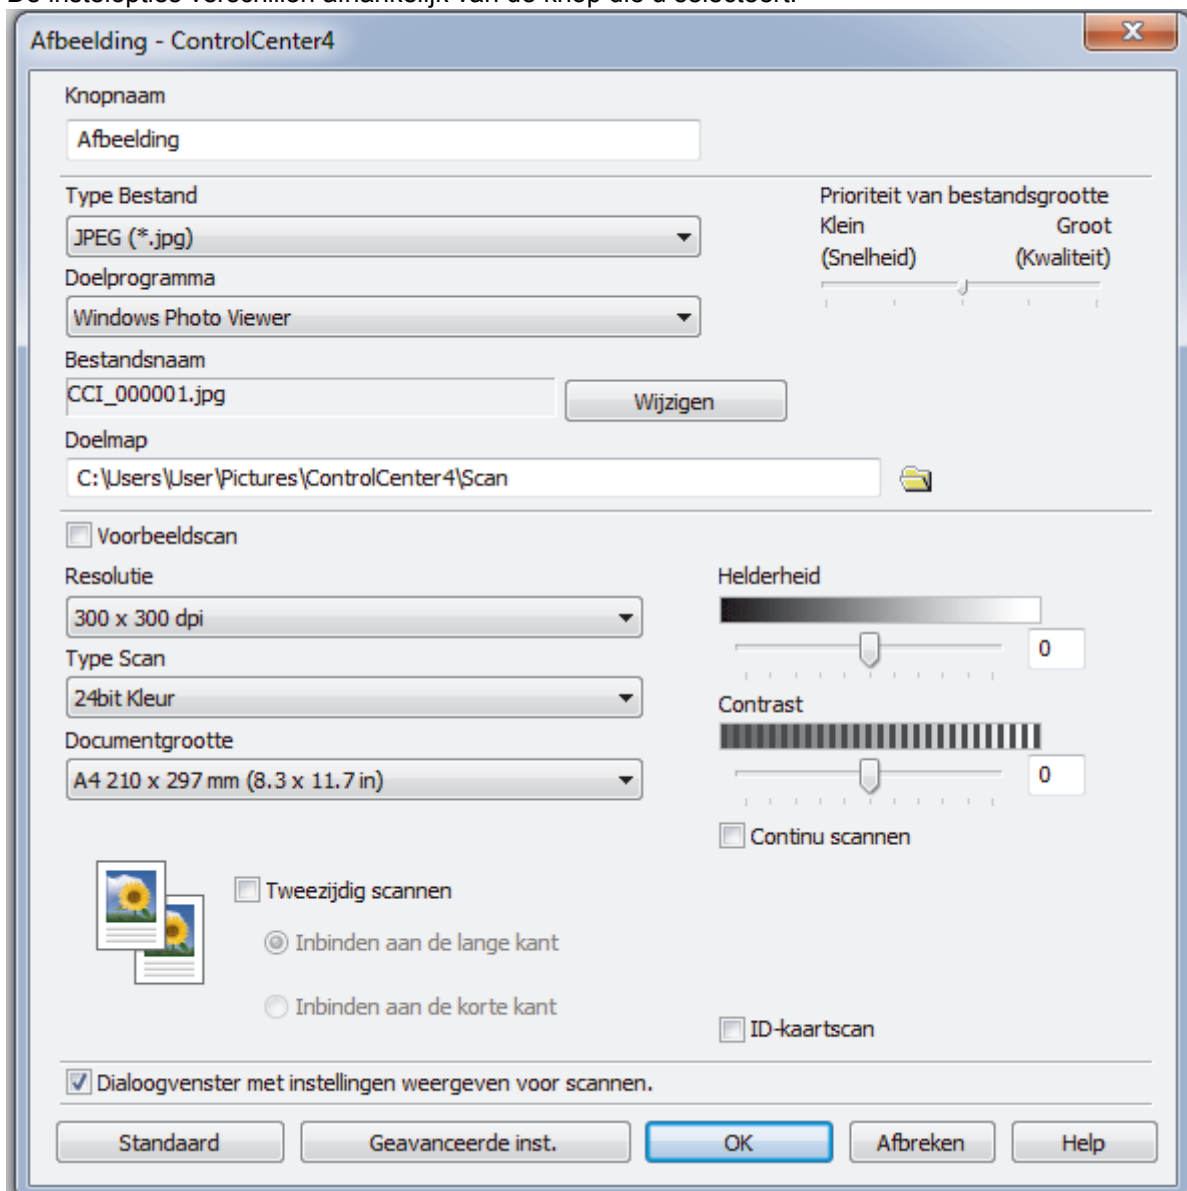 De instelopties verschillen afhankelijk van de knop die u selecteert.
Afbeelding - ControlCenter4
Knopnaam
Afbeelding
Type Bestand
JPEG (*.jpg)
Prioriteit van bestandsgrootte
Klein Groot
(Snelheid) (Kwaliteit)
Doelprogramma
Windows Photo Viewer
Bestandsnaam
CCI_000001.jpg
Wijzigen
Doelmap
C:\Users\User\Pictures\ControlCenter4\Scan
Voorbeeldscan
Resolutie
300 x 300 dpi
Type Scan
24bit Kleur
Documentgrootte
A4 210 x 297 mm (8.3 x 11.7 in)
Helderheid
0
Contrast
0
Continu scannen
Tweezijdig scannen
Inbinden aan de lange kant
Inbinden aan de korte kant
ID-kaartscan
Dialoogvenster met instellingen weergeven voor scannen.
Standaard Geavanceerde inst. OK Afbreken Help